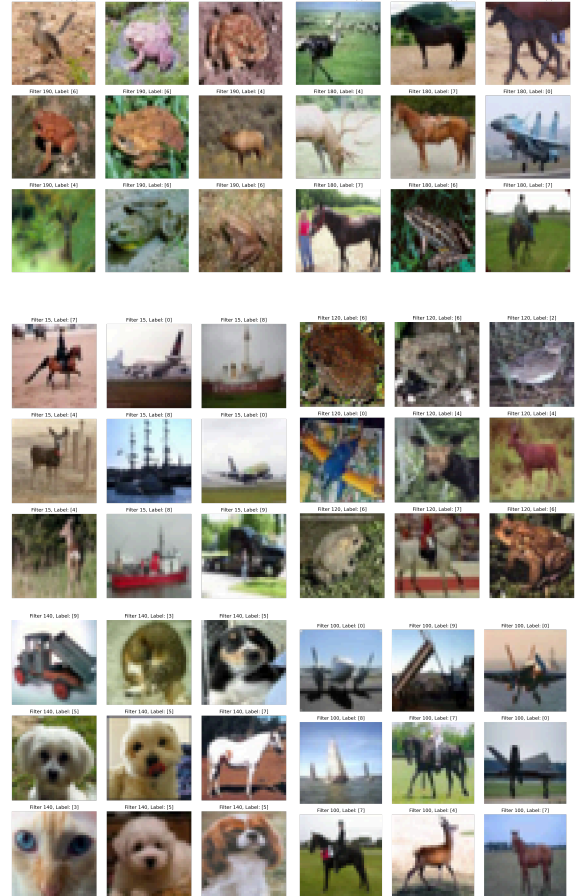 Filter 190, Label: [6] Filter 190, Label: [6] Filter 190, Label: [4] Filter 180, Label: [4] Filter 180, Label: [7] Filter 180, Label: [0]
Filter 190, Label: [4] Filter 190, Label: [6] Filter 190, Label: [6] Filter 180, Label: [7] Filter 180, Label: [6] Filter 180, Label: [7]
Filter 15, Label: [7] Filter 15, Label: [0] Filter 15, Label: [8] Filter 120, Label: [6] Filter 120, Label: [6] Filter 120, Label: [2]
Filter 15, Label: [4] Filter 15, Label: [8] Filter 15, Label: [0] Filter 120, Label: [0] Filter 120, Label: [4] Filter 120, Label: [4]
Filter 15, Label: [4] Filter 15, Label: [8] Filter 15, Label: [9] Filter 120, Label: [6] Filter 120, Label: [7] Filter 120, Label: [6]
Filter 140, Label: [9] Filter 140, Label: [3] Filter 140, Label: [5] Filter 100, Label: [0] Filter 100, Label: [9] Filter 100, Label: [0]
Filter 140, Label: [5] Filter 140, Label: [5] Filter 140, Label: [7] Filter 100, Label: [8] Filter 100, Label: [7] Filter 100, Label: [0]
Filter 140, Label: [3] Filter 140, Label: [5] Filter 140, Label: [5] Filter 100, Label: [7] Filter 100, Label: [4] Filter 100, Label: [7]